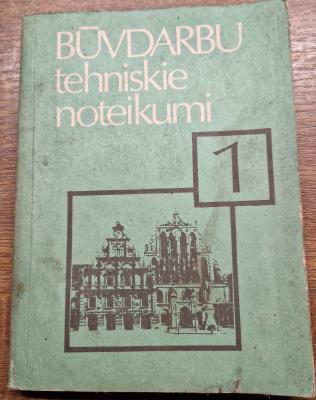 BŪVDARBU
tehniskie
noteikumi
1